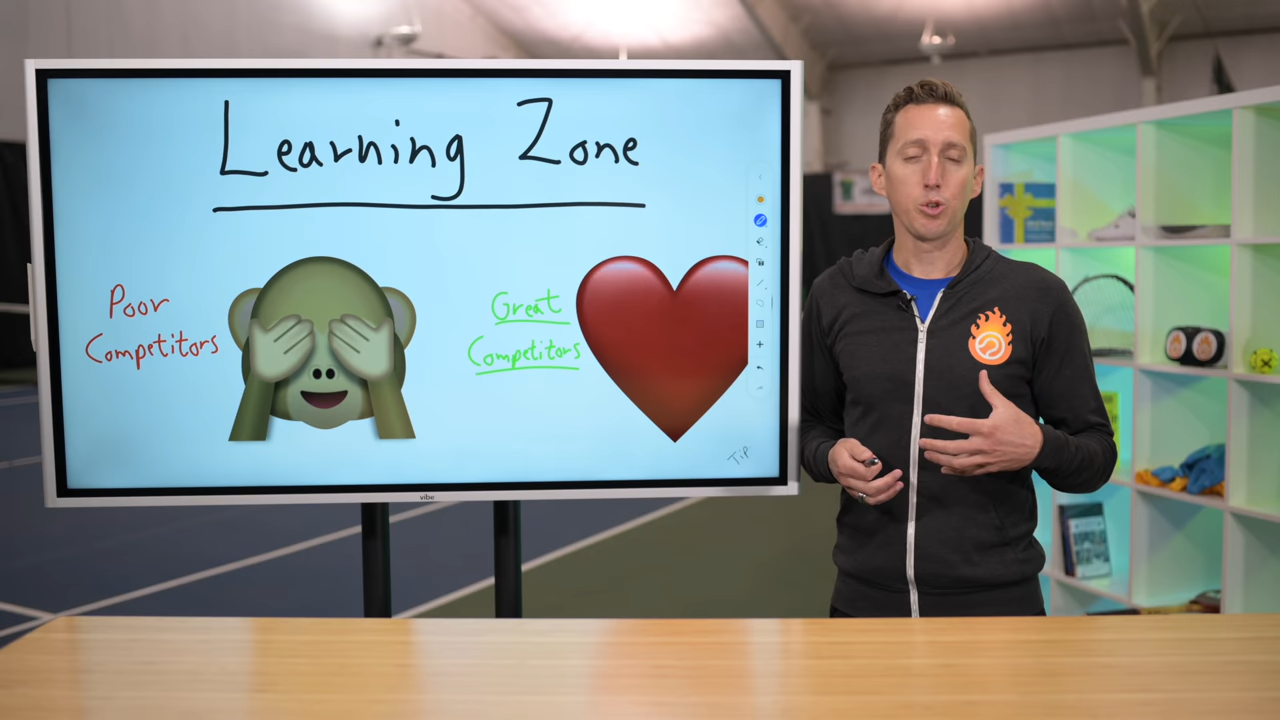 Learning Zone
Poor
Competitors
Great
Competitors
TiP
vibe